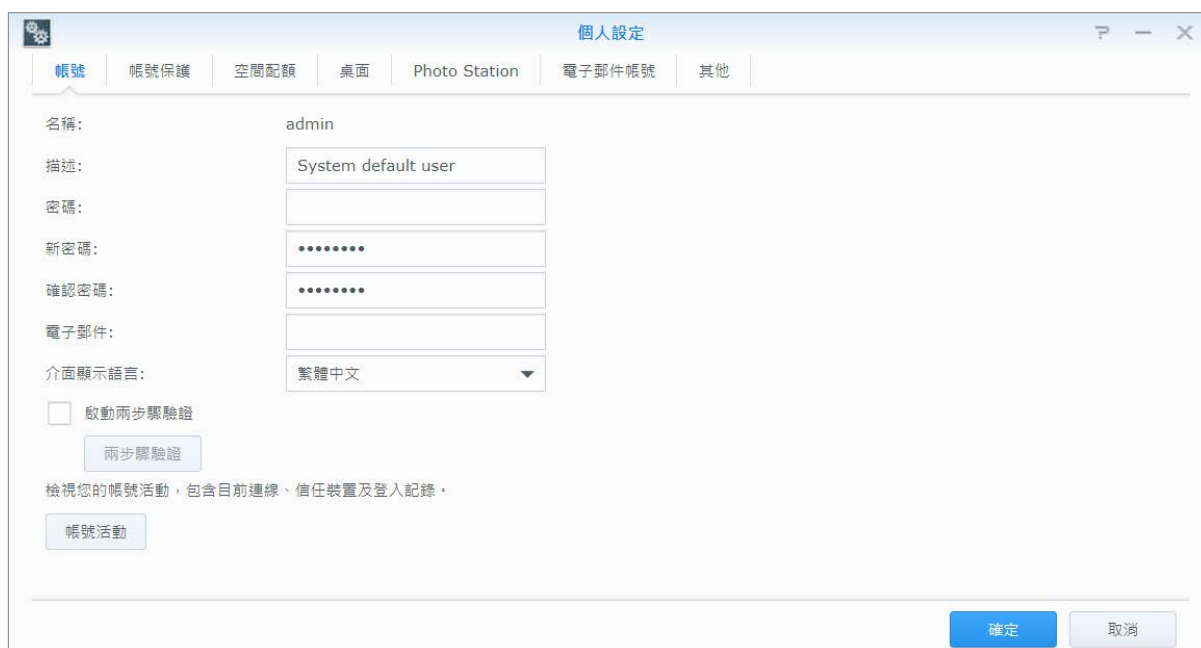 個人設定
帳號 帳號保護 空間配額 桌面 Photo Station 電子郵件帳號 其他
名稱: admin
描述: System default user
密碼:
新密碼: ••••••••
確認密碼: ••••••••
電子郵件:
介面顯示語言: 繁體中文
啟動兩步驟驗證
兩步驟驗證
檢視您的帳號活動，包含目前連線、信任裝置及登入記錄。
帳號活動
確定 取消